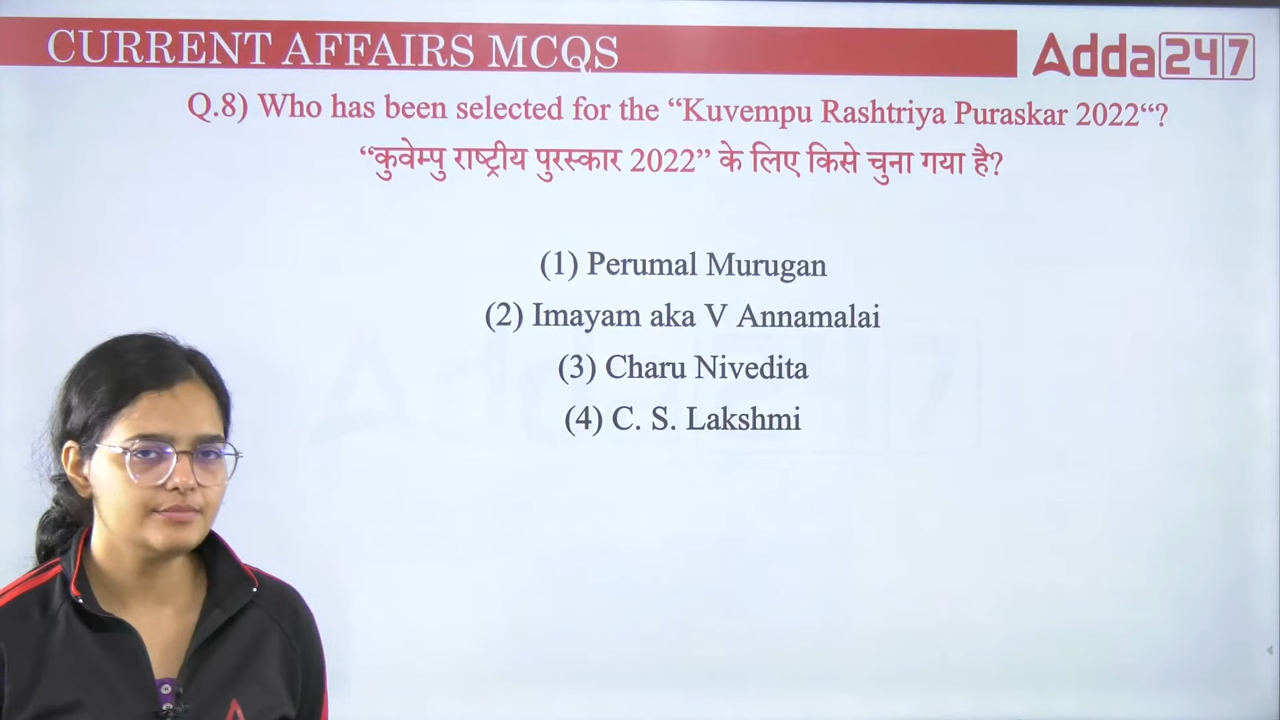 CURRENT AFFAIRS MCQS
Adda247
Q.8) Who has been selected for the “Kuvempu Rashtriya Puraskar 2022“?
“कुवेम्पु राष्ट्रीय पुरस्कार 2022” के लिए किसे चुना गया है?
(1) Perumal Murugan
(2) Imayam aka V Annamalai
(3) Charu Nivedita
(4) C. S. Lakshmi